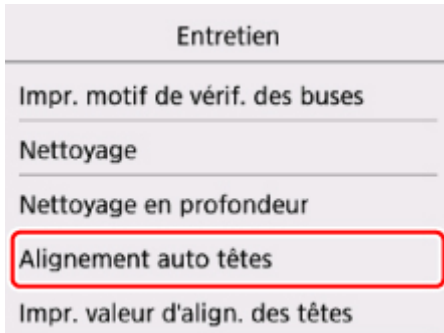 Entretien
Impr. motif de vérif. des buses
Nettoyage
Nettoyage en profondeur
Alignement auto têtes
Impr. valeur d'align. des têtes